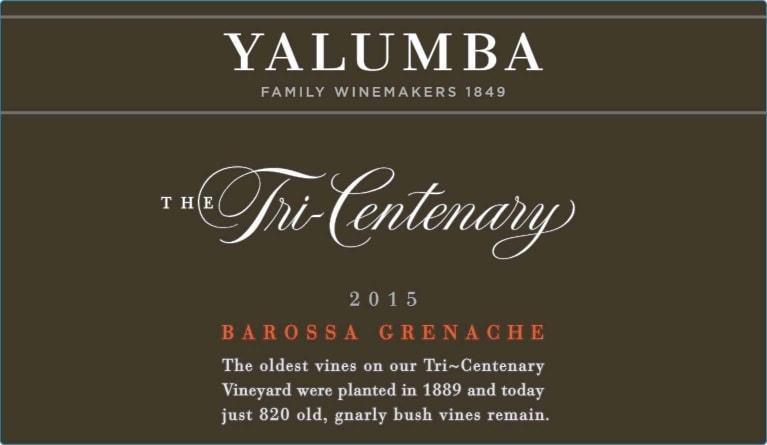 YALUMBA
FAMILY WINEMAKERS 1849
THE Tri-Centenary
2015
BAROSSA GRENACHE
The oldest vines on our Tri~Centenary
Vineyard were planted in 1889 and today
just 820 old, gnarly bush vines remain.